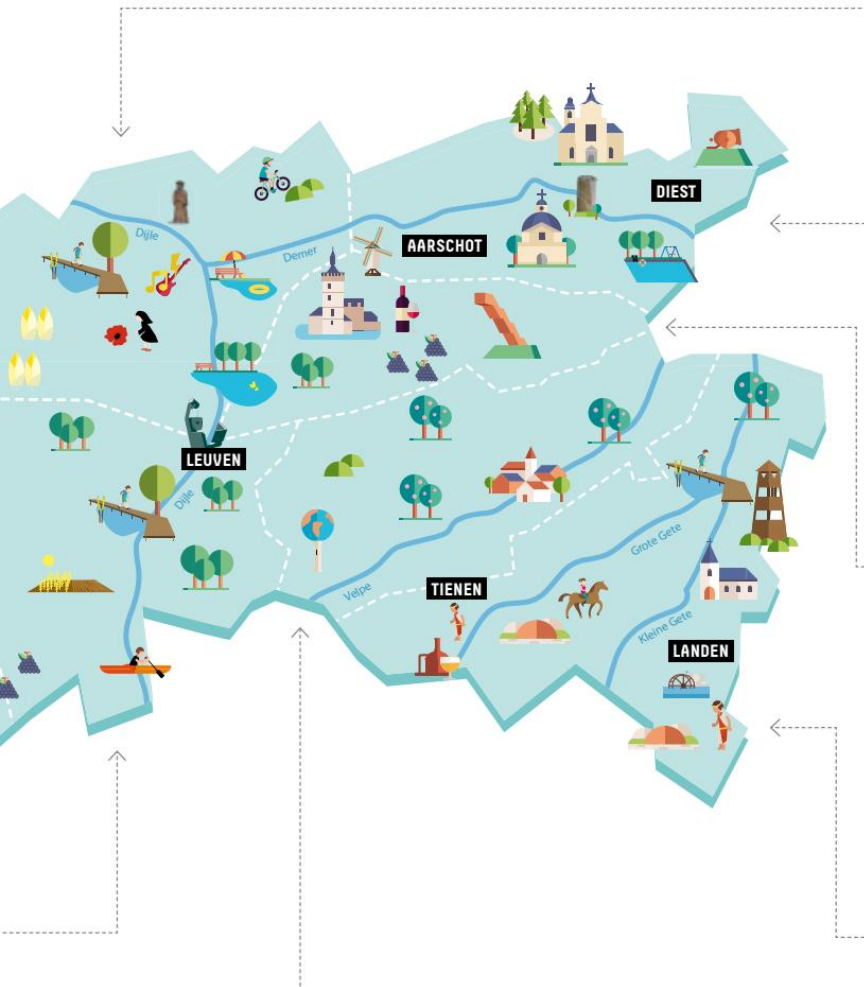 DIEST
Dijle
Demer
AARSCHOT
LEUVEN
Dijle
Grote Gete
Velpe
TIENEN
Kleine Gete
LANDEN